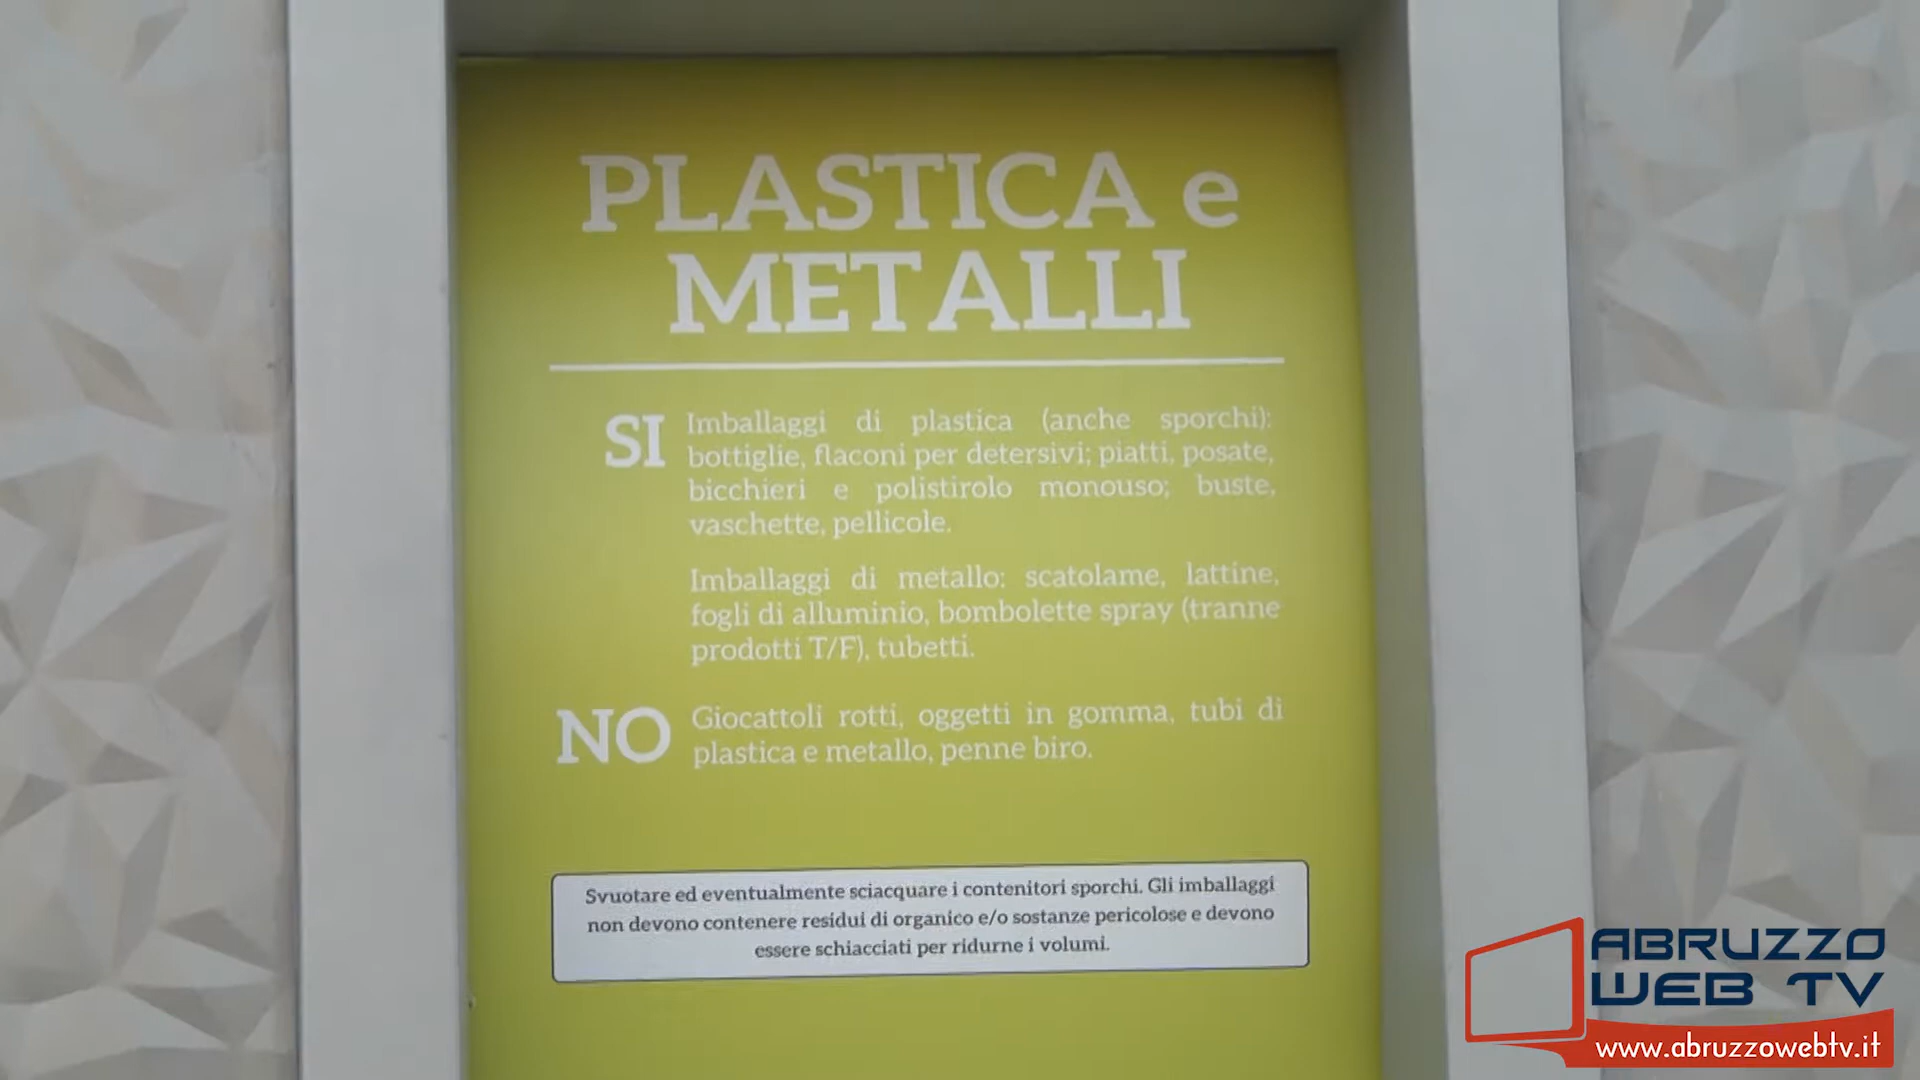 PLASTICA e
METALLI
SI
Imballaggi di plastica (anche sporchi):
bottiglie, flaconi per detersivi; piatti, posate,
bicchieri e polistirolo monouso; buste,
vaschette, pellicole.
Imballaggi di metallo: scatolame, lattine,
fogli di alluminio, bombolette spray (tranne
prodotti T/F), tubetti.
NO
Giocattoli rotti, oggetti in gomma, tubi di
plastica e metallo, penne biro.
Svuotare ed eventualmente sciacquare i contenitori sporchi. Gli imballaggi
non devono contenere residui di organico e/o sostanze pericolose e devono
essere schiacciati per ridurne i volumi.
ABRUZZO
WEB TV
www.abruzzowebtv.it